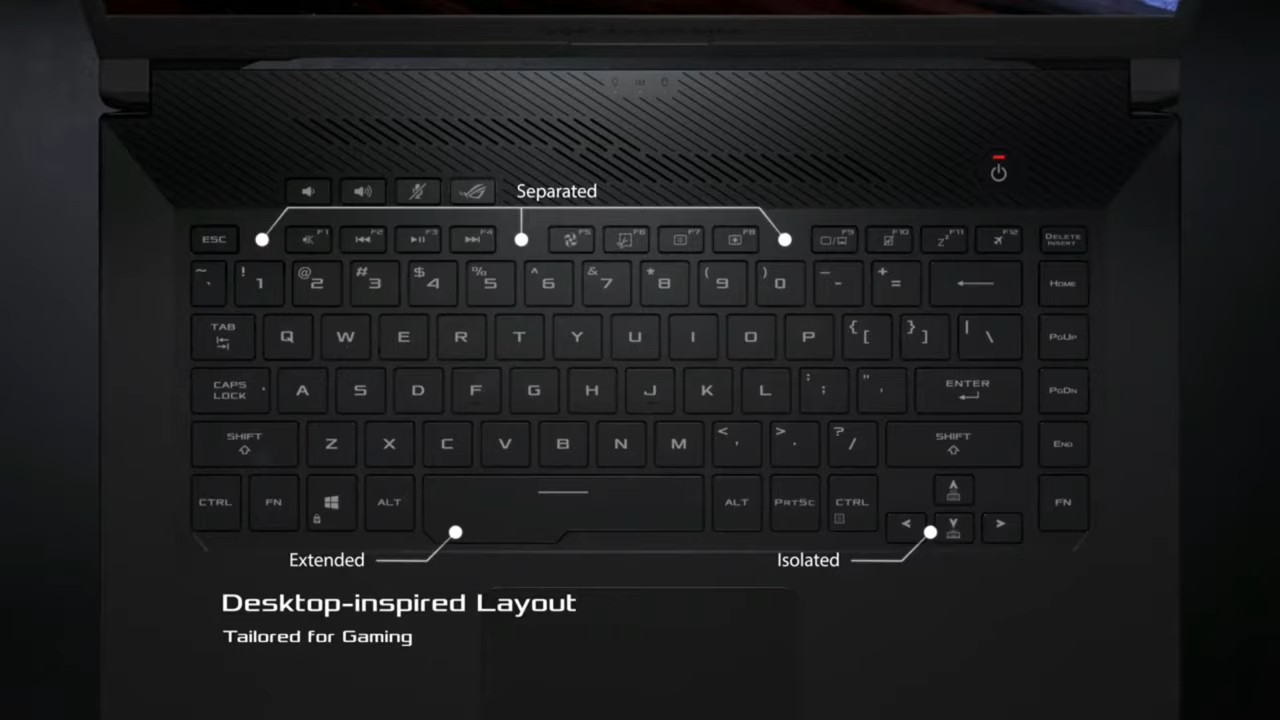 Separated
ESC F1 F2 F3 F4 F5 F6 F7 F8 F9 F10 Z F11 F12 DELETE INSERT
~ ` ! 1 @ 2 # 3 $ 4 % 5 ^ 6 & 7 * 8 ( 9 ) 0 _ - + = HOME
TAB Q W E R T Y U I O P { [ } ] | \ PGUP
CAPS LOCK A S D F G H J K L : ; " ' ENTER PGDN
SHIFT Z X C V B N M < , > . ? / SHIFT END
CTRL FN ALT ALT PRTSC CTRL FN
Extended
Isolated
Desktop-inspired Layout
Tailored for Gaming